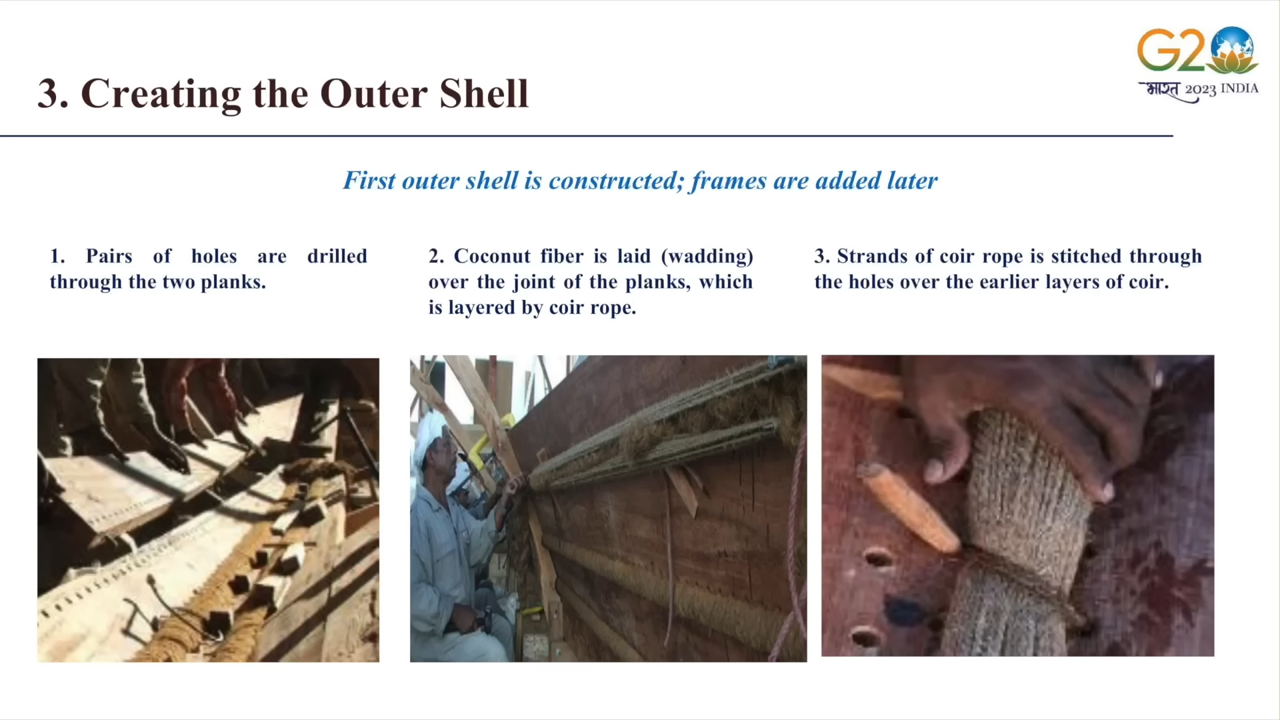 G20
भारत 2023 INDIA
3. Creating the Outer Shell
First outer shell is constructed; frames are added later
1. Pairs of holes are drilled
through the two planks.
2. Coconut fiber is laid (wadding)
over the joint of the planks, which
is layered by coir rope.
3. Strands of coir rope is stitched through
the holes over the earlier layers of coir.